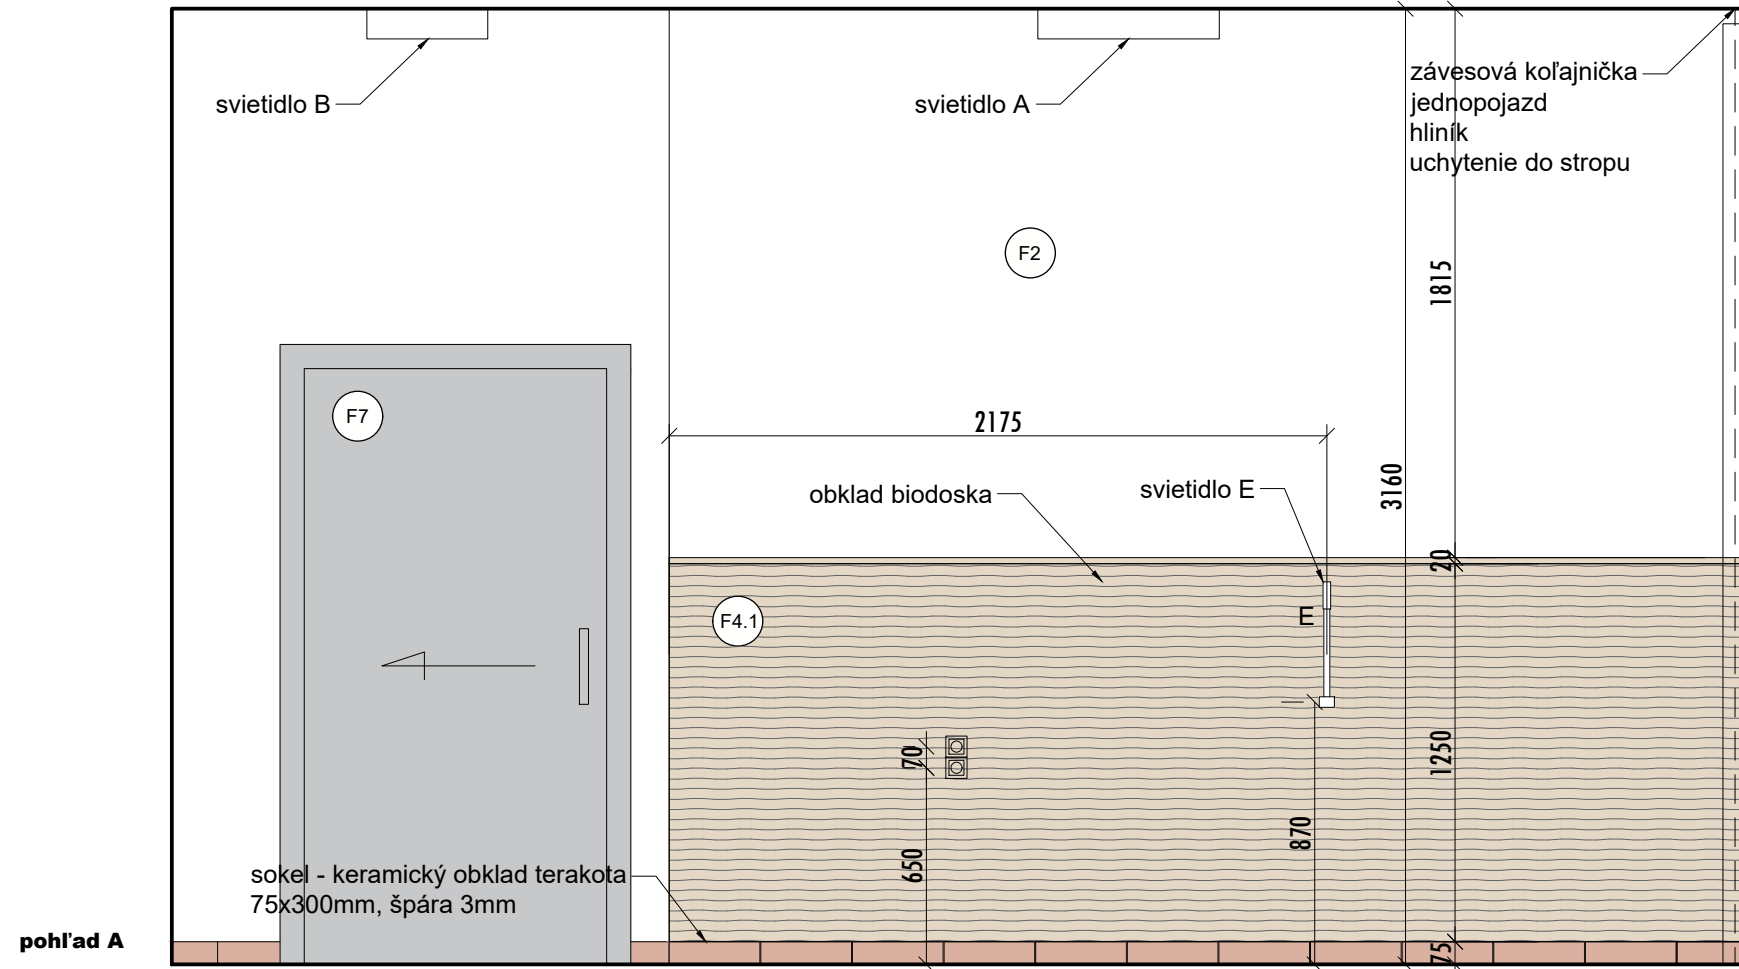 svietidlo B
svietidlo A
závesová koľajnička
jednopojazd
hliník
uchytenie do stropu
F2
1815
F7
2175
3160
obklad biodoska
svietidlo E
20
F4.1
E
70
1250
870
650
sokel - keramický obklad terakota
75x300mm, špára 3mm
pohľad A
75